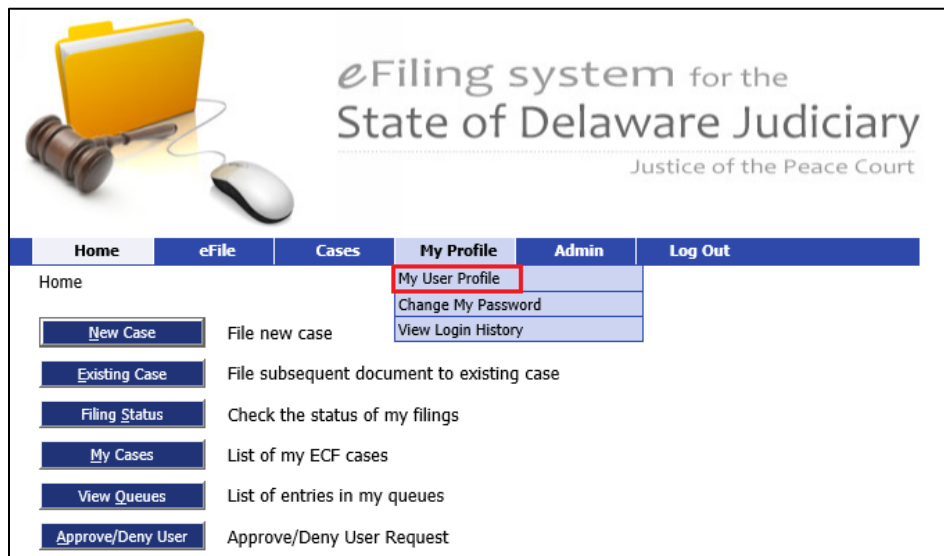 eFiling system for the
State of Delaware Judiciary
Justice of the Peace Court
Home eFile Cases My Profile Admin Log Out
Home
My User Profile
Change My Password
View Login History
New Case File new case
Existing Case File subsequent document to existing case
Filing Status Check the status of my filings
My Cases List of my ECF cases
View Queues List of entries in my queues
Approve/Deny User Approve/Deny User Request